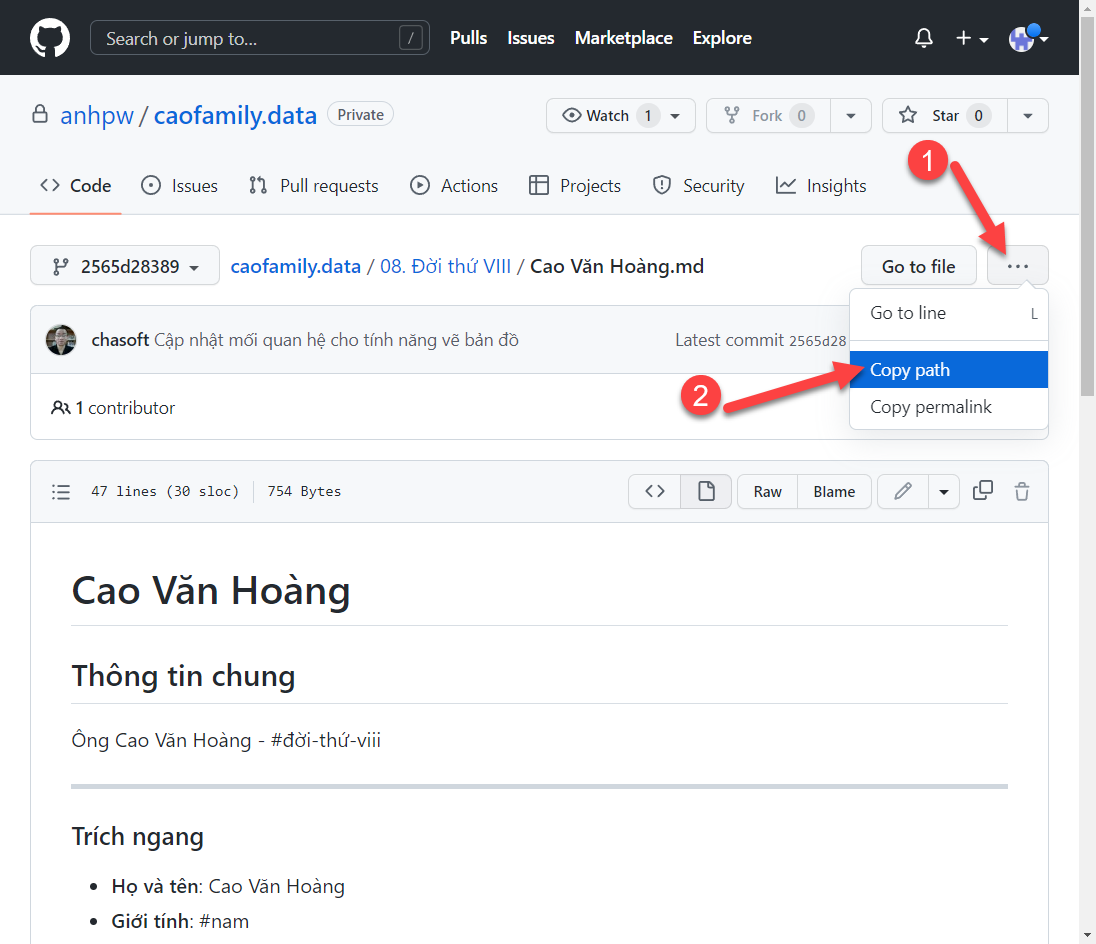 Search or jump to... /
Pulls Issues Marketplace Explore
anhpw / caofamily.data Private
Watch 1 Fork 0 Star 0
1
Code Issues Pull requests Actions Projects Security Insights
2565d28389 caofamily.data / 08. Đời thứ VIII / Cao Văn Hoàng.md Go to file ...
Go to line L
chasoft Cập nhật mối quan hệ cho tính năng vẽ bản đồ Latest commit 2565d28
Copy path
2
1 contributor
Copy permalink
47 lines (30 sloc) 754 Bytes
Raw Blame
Cao Văn Hoàng
Thông tin chung
Ông Cao Văn Hoàng - #đời-thứ-viii
Trích ngang
• Họ và tên: Cao Văn Hoàng
• Giới tính: #nam